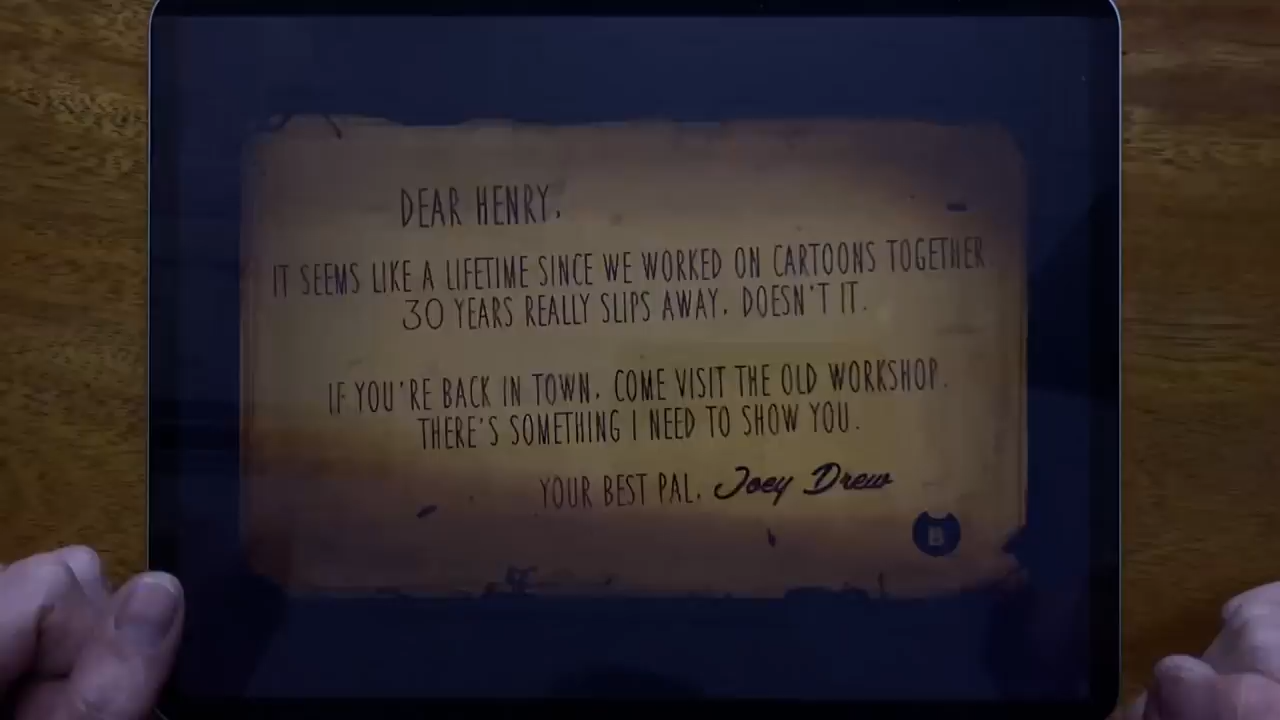 DEAR HENRY,
IT SEEMS LIKE A LIFETIME SINCE WE WORKED ON CARTOONS TOGETHER
30 YEARS REALLY SLIPS AWAY, DOESN'T IT.
IF YOU'RE BACK IN TOWN, COME VISIT THE OLD WORKSHOP.
THERE'S SOMETHING I NEED TO SHOW YOU.
YOUR BEST PAL, Joey Drew
B